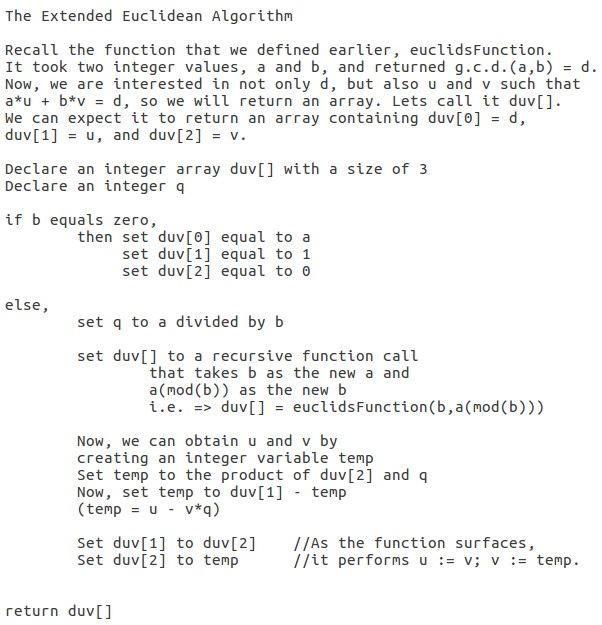 The Extended Euclidean Algorithm
Recall the function that we defined earlier, euclidsFunction.
It took two integer values, a and b, and returned g.c.d.(a,b) = d.
Now, we are interested in not only d, but also u and v such that
a*u + b*v = d, so we will return an array. Lets call it duv[].
We can expect it to return an array containing duv[0] = d,
duv[1] = u, and duv[2] = v.
Declare an integer array duv[] with a size of 3
Declare an integer q
if b equals zero,
then set duv[0] equal to a
set duv[1] equal to 1
set duv[2] equal to 0
else,
set q to a divided by b
set duv[] to a recursive function call
that takes b as the new a and
a(mod(b)) as the new b
i.e. => duv[] = euclidsFunction(b,a(mod(b)))
Now, we can obtain u and v by
creating an integer variable temp
Set temp to the product of duv[2] and q
Now, set temp to duv[1] - temp
(temp = u - v*q)
Set duv[1] to duv[2] //As the function surfaces,
Set duv[2] to temp //it performs u := v; v := temp.
return duv[]